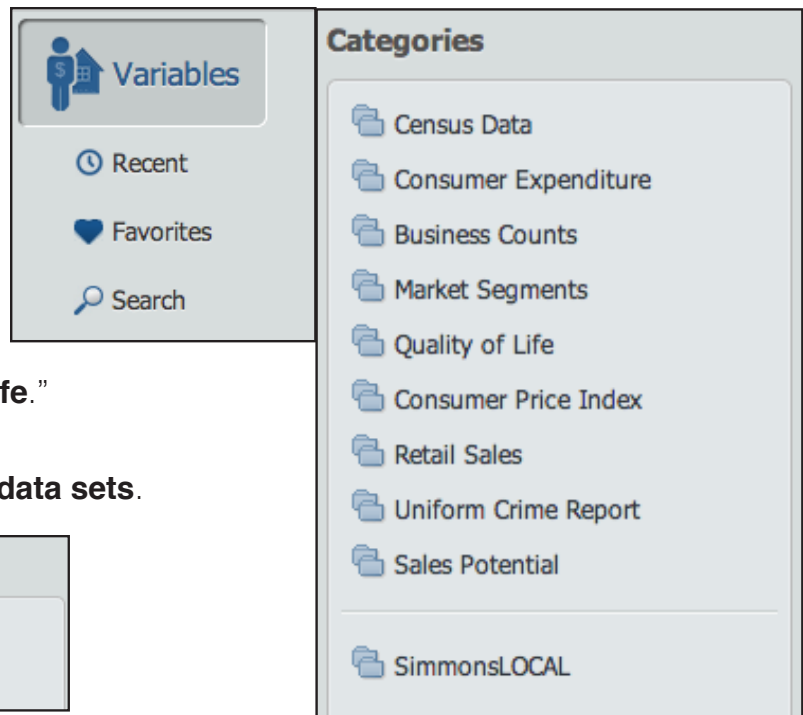 $ Variables
Recent
Favorites
Search
fe.”
data sets.
Categories
Census Data
Consumer Expenditure
Business Counts
Market Segments
Quality of Life
Consumer Price Index
Retail Sales
Uniform Crime Report
Sales Potential
SimmonsLOCAL